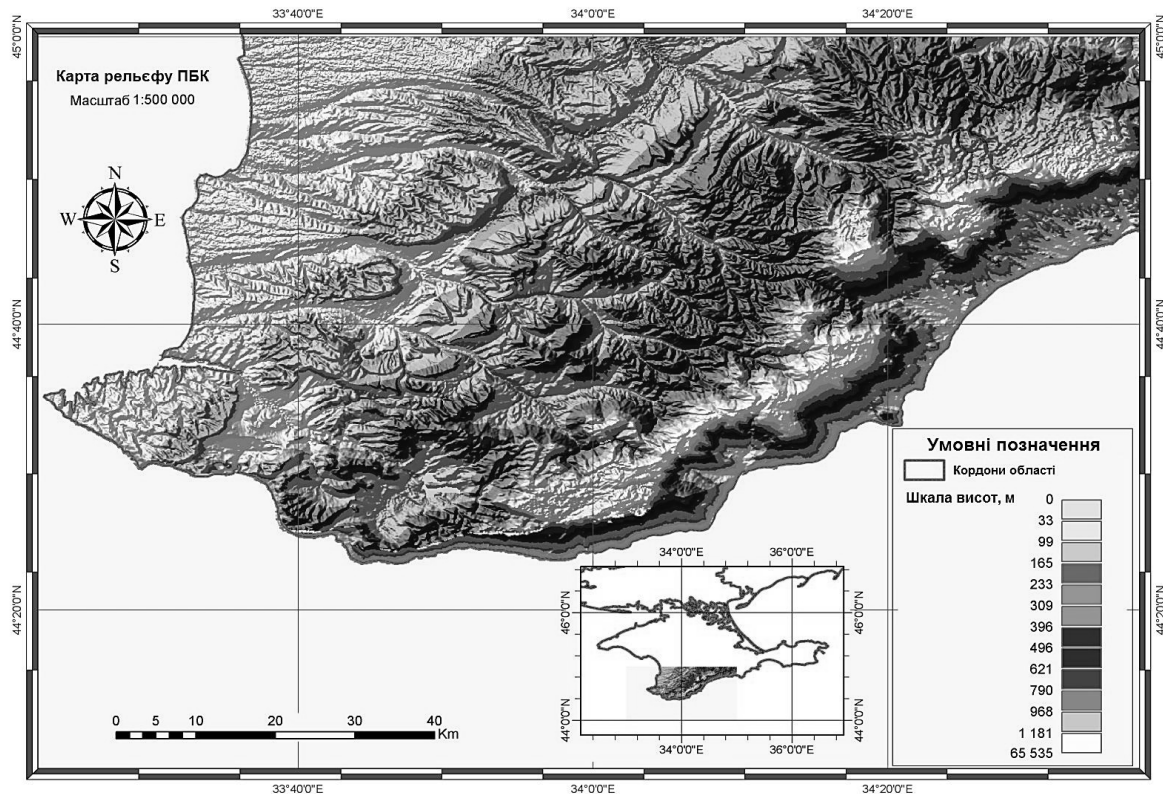 33°40'0"E 34°0'0"E 34°20'0"E
45°0'0"N 45°0'0"N
Карта рельєфу ПБК
Масштаб 1:500 000
N
W E
S
44°40'0"N 44°40'0"N
Умовні позначення
Кордони області
Шкала висот, м
0
33
99
165
233
309
396
496
621
790
968
1 181
65 535
34°0'0"E 36°0'0"E
46°0'0"N 46°0'0"N
44°20'0"N 44°20'0"N
44°0'0"N 44°0'0"N
34°0'0"E 36°0'0"E
0 5 10 20 30 40
Km
33°40'0"E 34°0'0"E 34°20'0"E